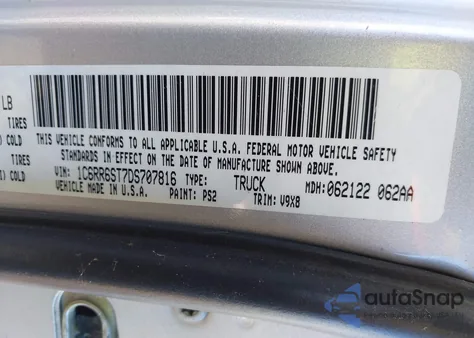 LB
TIRES
COLD
THIS VEHICLE CONFORMS TO ALL APPLICABLE U.S.A. FEDERAL MOTOR VEHICLE SAFETY
TIRES
STANDARDS IN EFFECT ON THE DATE OF MANUFACTURE SHOWN ABOVE.
COLD
VIN: 1C6RR6ST7DS707816 TYPE: TRUCK MDH: 062122 062AA
VEHICLE MADE IN U.S.A. PAINT: PS2 TRIM: V9X8
autoSnap